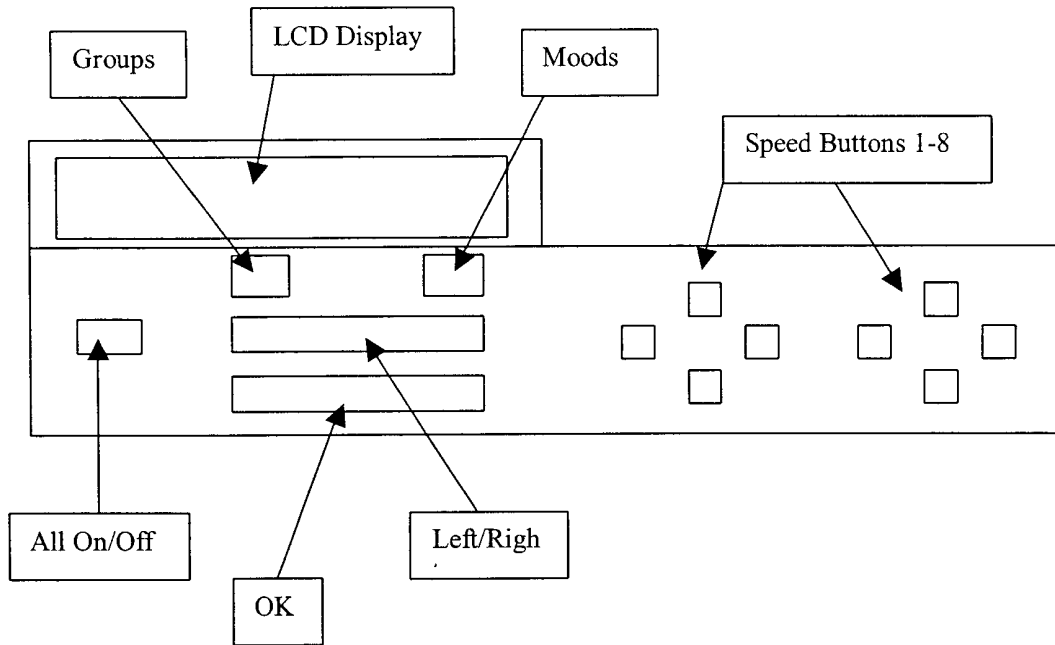 LCD Display
Groups
Moods
Speed Buttons 1-8
All On/Off
Left/Righ
OK